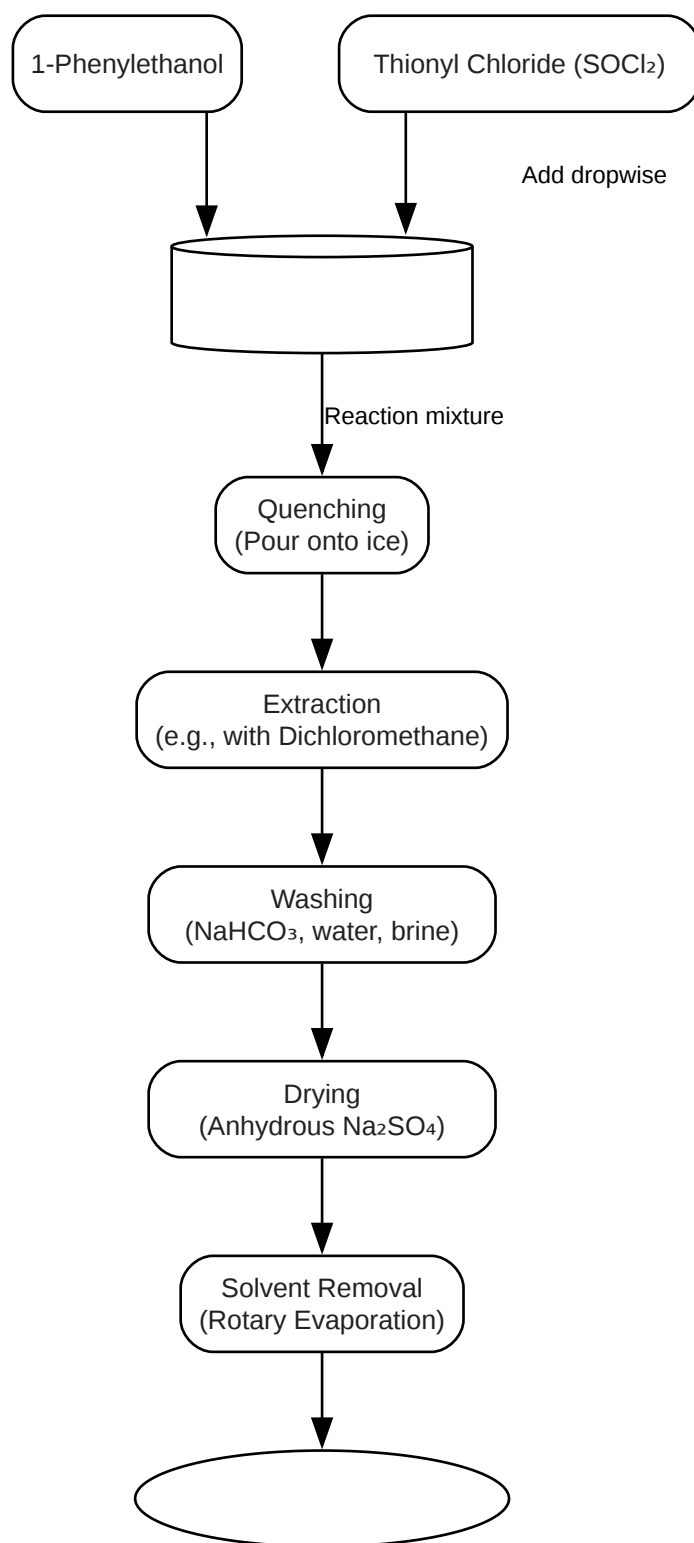 1-Phenylethanol
Thionyl Chloride (SOCl₂)
Add dropwise
Reaction mixture
Quenching
(Pour onto ice)
Extraction
(e.g., with Dichloromethane)
Washing
(NaHCO₃, water, brine)
Drying
(Anhydrous Na₂SO₄)
Solvent Removal
(Rotary Evaporation)